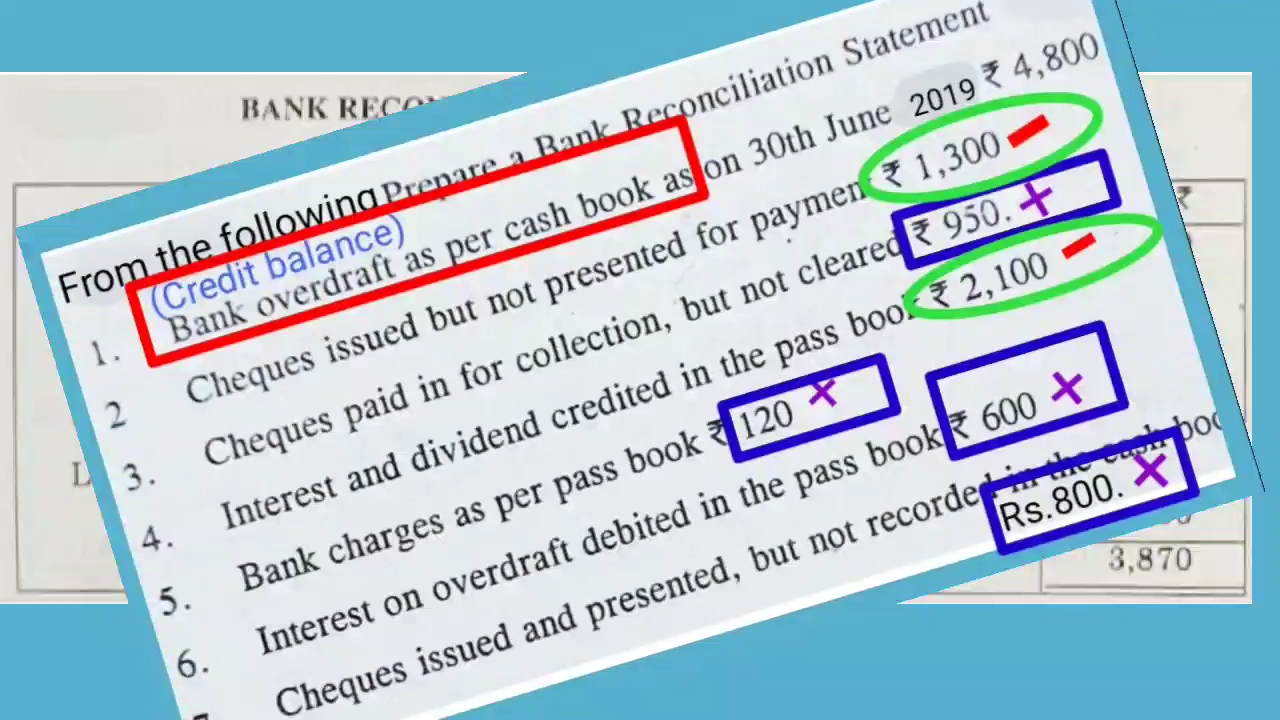 BANK RECON
From the following Prepare a Bank Reconciliation Statement
(Credit balance)
1. Bank overdraft as per cash book as on 30th June 2019 ₹ 4,800
2 Cheques issued but not presented for paymen ₹ 1,300
3. Cheques paid in for collection, but not cleared ₹ 950.
4. Interest and dividend credited in the pass book ₹ 2,100
5. Bank charges as per pass book ₹ 120
6. Interest on overdraft debited in the pass book ₹ 600
Cheques issued and presented, but not recorded in the cash boo
Rs.800.
₹
3,870